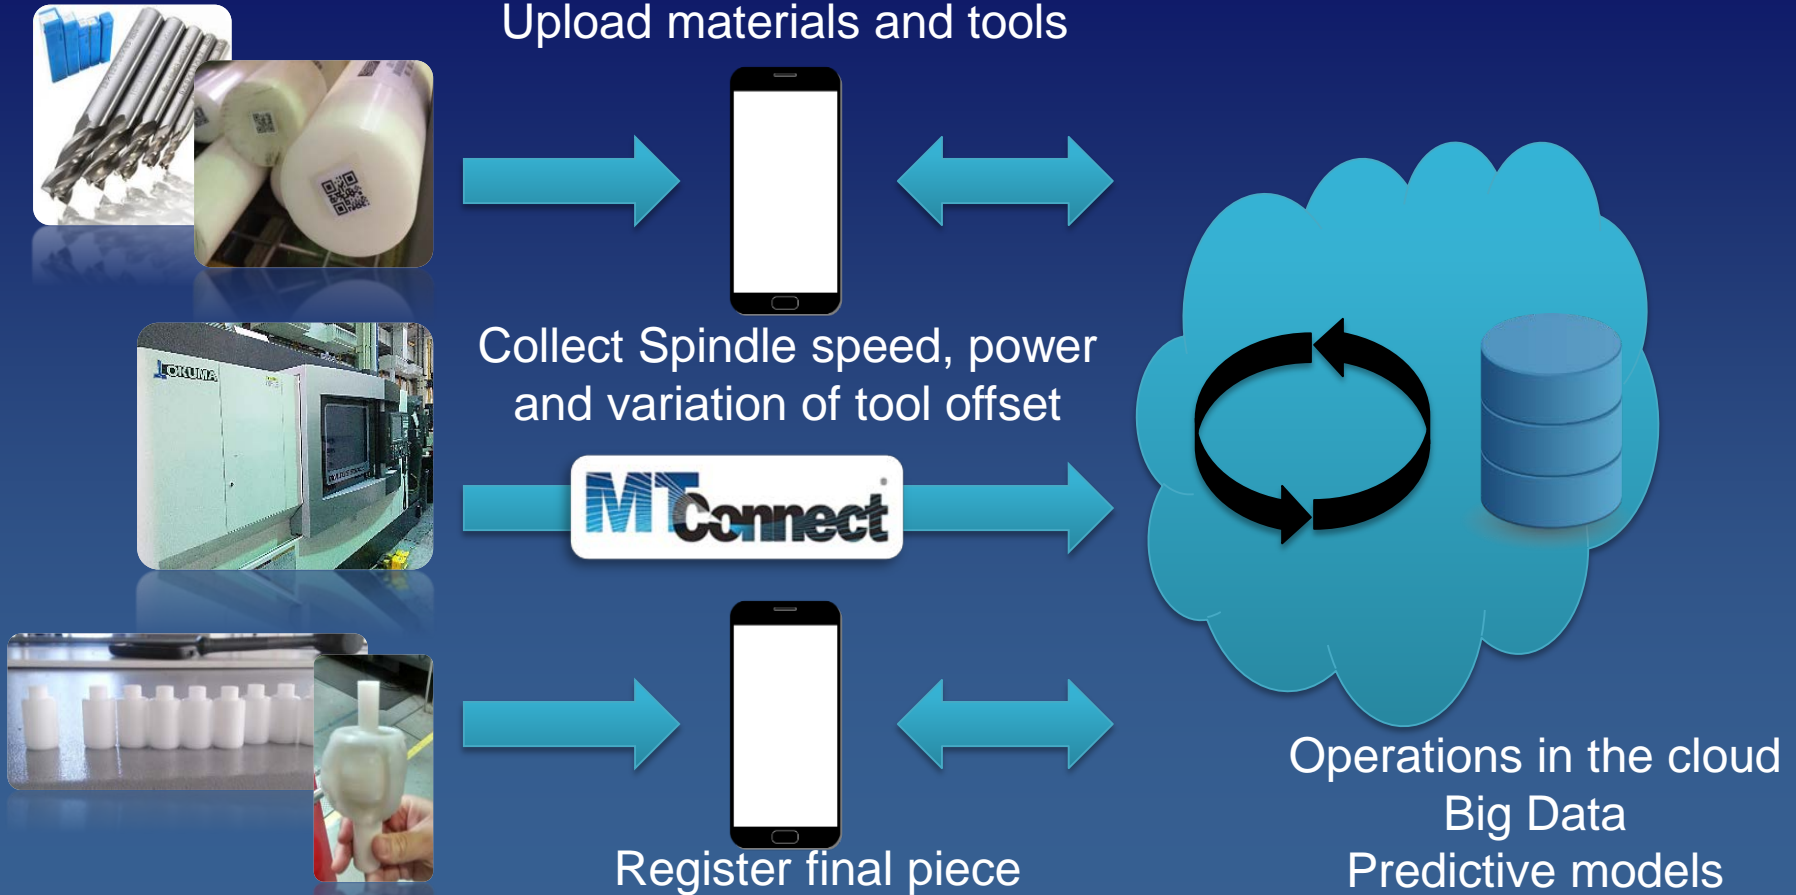 Upload materials and tools
OKUMA
Collect Spindle speed, power
and variation of tool offset
MTConnect
Register final piece
Operations in the cloud
Big Data
Predictive models